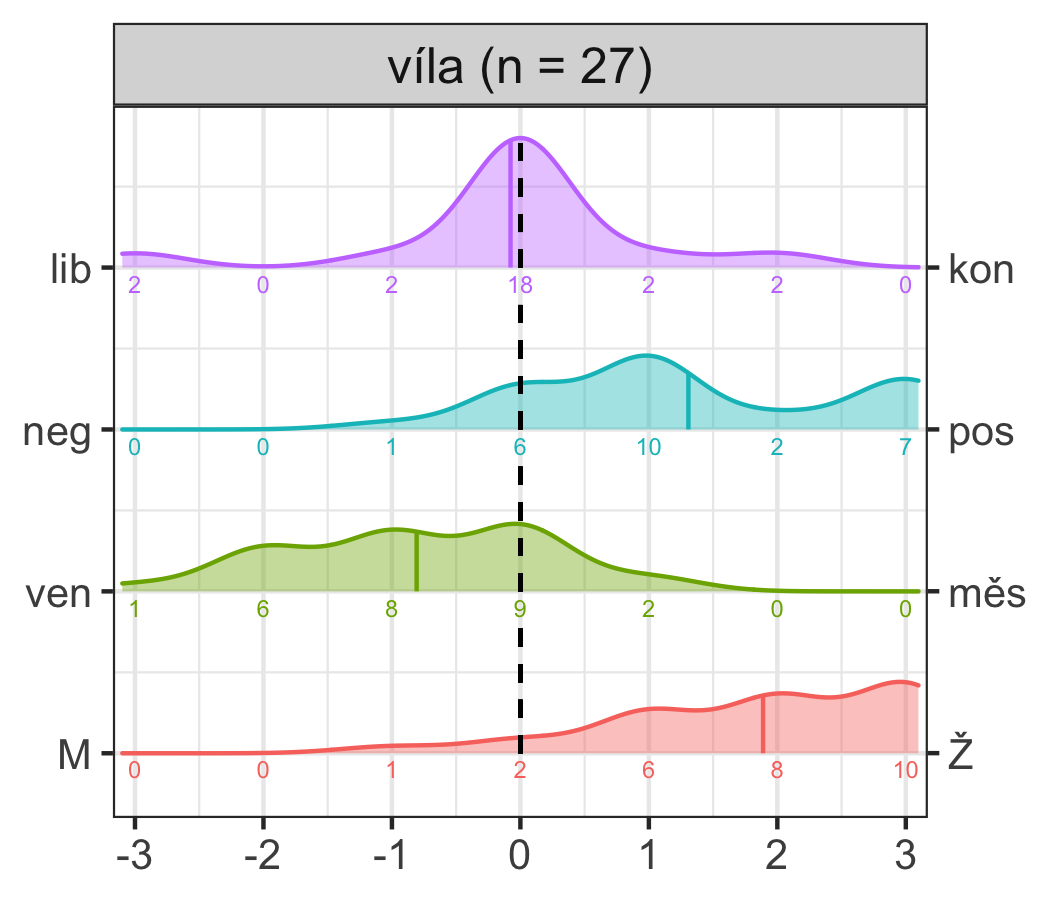 víla (n = 27)
lib kon
2 0 2 18 2 2 0
neg pos
0 0 1 6 10 2 7
ven měs
1 6 8 9 2 0 0
M Ž
0 0 1 2 6 8 10
-3 -2 -1 0 1 2 3